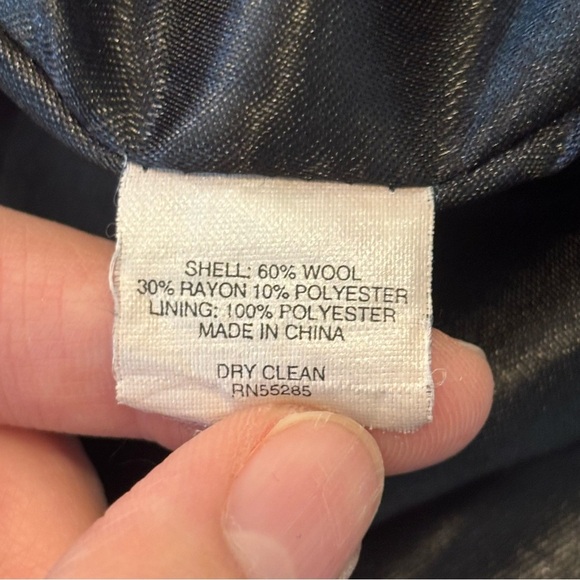 SHELL: 60% WOOL
30% RAYON 10% POLYESTER
LINING: 100% POLYESTER
MADE IN CHINA
DRY CLEAN
RN55285